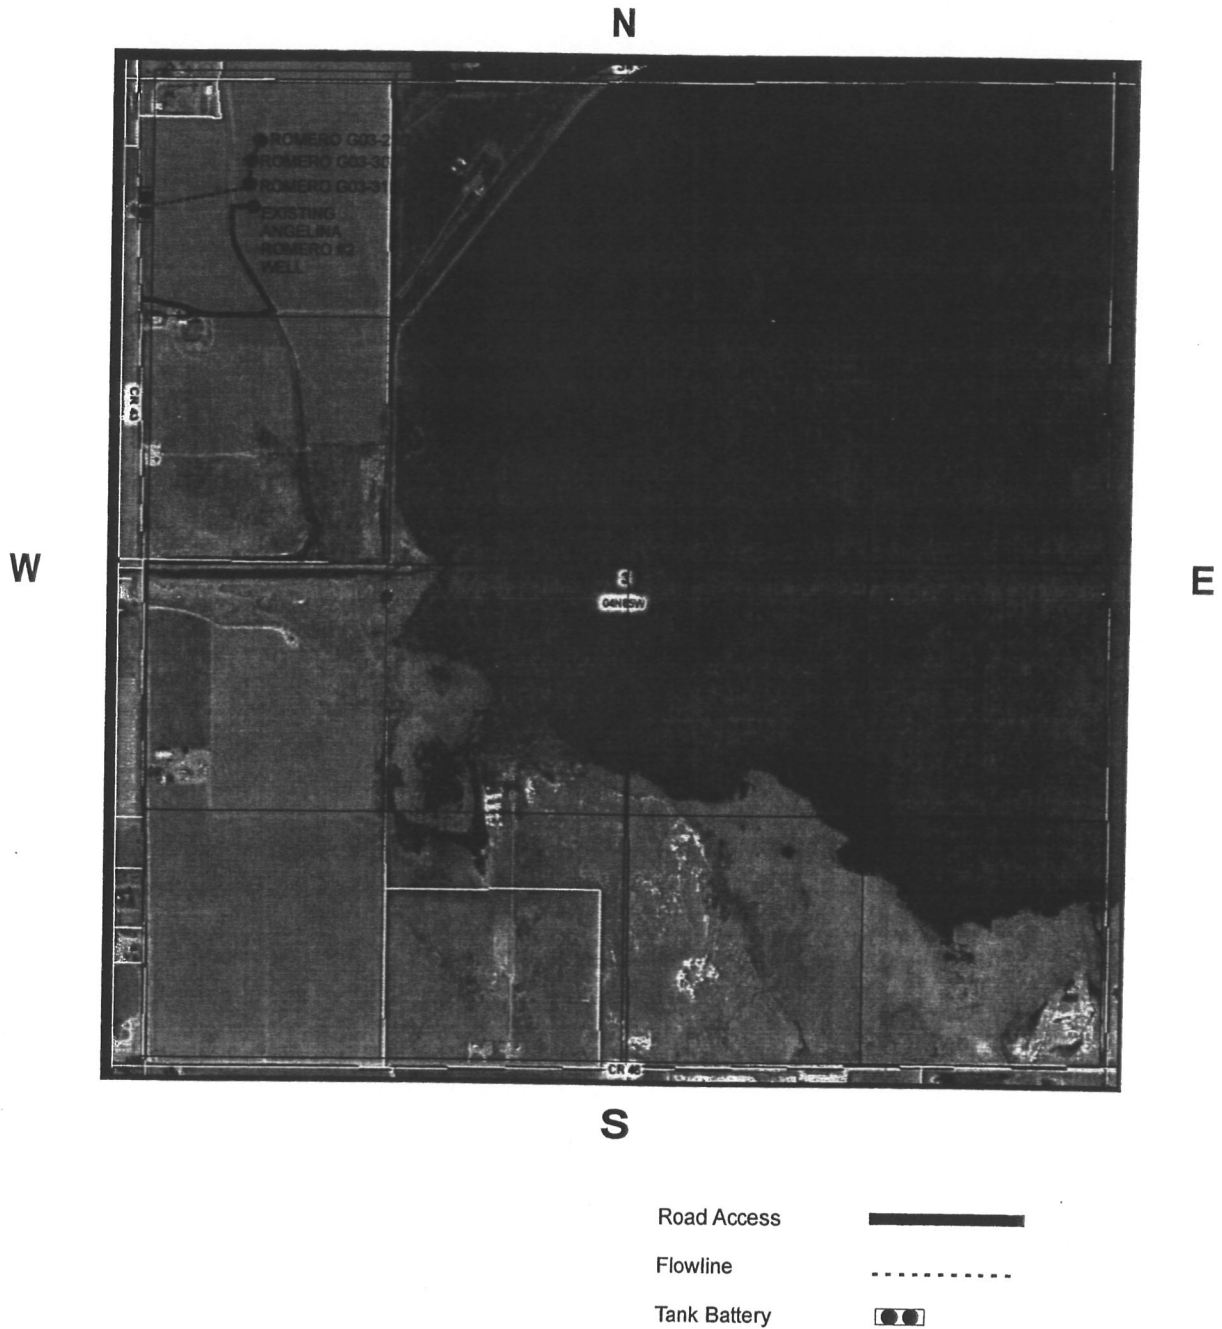 N
ROMERO G03-2
ROMERO G03-30
ROMERO G03-31
EXISTING
ANGELINA
ROMERO #2
WELL
CR 43
W
E
3
04N65W
CR 46
S
Road Access
Flowline
Tank Battery